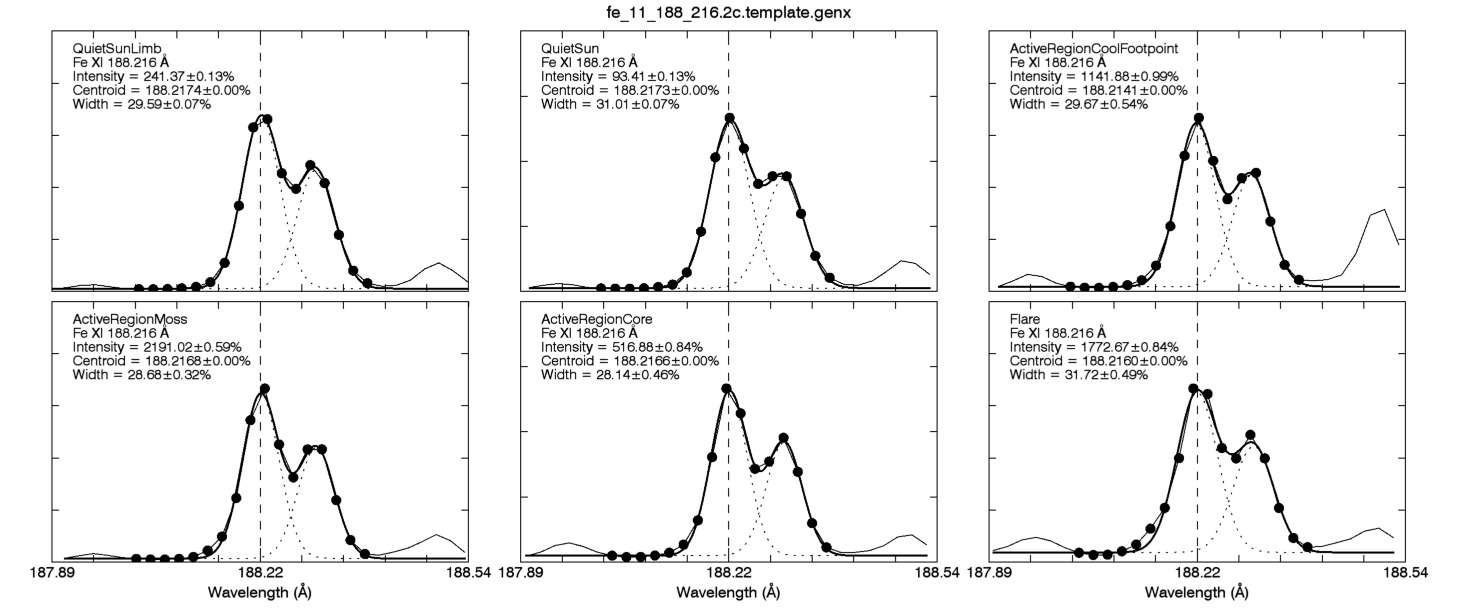 fe_11_188_216.2c.template.genx
QuietSunLimb
Fe XI 188.216 Å
Intensity = 241.37±0.13%
Centroid = 188.2174±0.00%
Width = 29.59±0.07%
QuietSun
Fe XI 188.216 Å
Intensity = 93.41±0.13%
Centroid = 188.2173±0.00%
Width = 31.01±0.07%
ActiveRegionCoolFootpoint
Fe XI 188.216 Å
Intensity = 1141.88±0.99%
Centroid = 188.2141±0.00%
Width = 29.67±0.54%
ActiveRegionMoss
Fe XI 188.216 Å
Intensity = 2191.02±0.59%
Centroid = 188.2168±0.00%
Width = 28.68±0.32%
ActiveRegionCore
Fe XI 188.216 Å
Intensity = 516.88±0.84%
Centroid = 188.2166±0.00%
Width = 28.14±0.46%
Flare
Fe XI 188.216 Å
Intensity = 1772.67±0.84%
Centroid = 188.2160±0.00%
Width = 31.72±0.49%
187.89 188.22 188.54 187.89 188.22 188.54 187.89 188.22 188.54
Wavelength (Å) Wavelength (Å) Wavelength (Å)